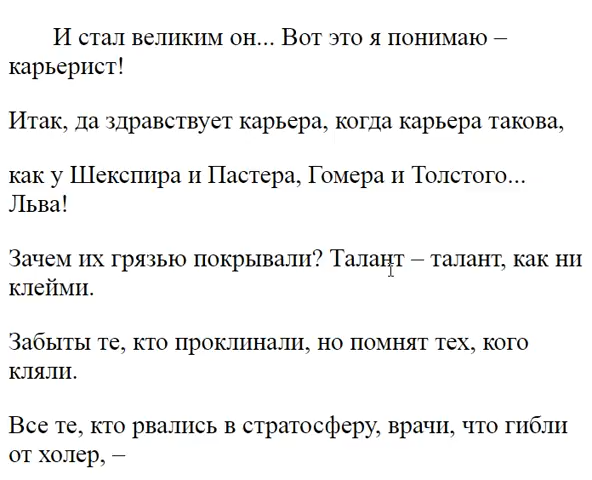 И стал великим он... Вот это я понимаю –
карьерист!
Итак, да здравствует карьера, когда карьера такова,
как у Шекспира и Пастера, Гомера и Толстого...
Льва!
Зачем их грязью покрывали? Талант – талант, как ни
клейми.
Забыты те, кто проклинали, но помнят тех, кого
кляли.
Все те, кто рвались в стратосферу, врачи, что гибли
от холер, –